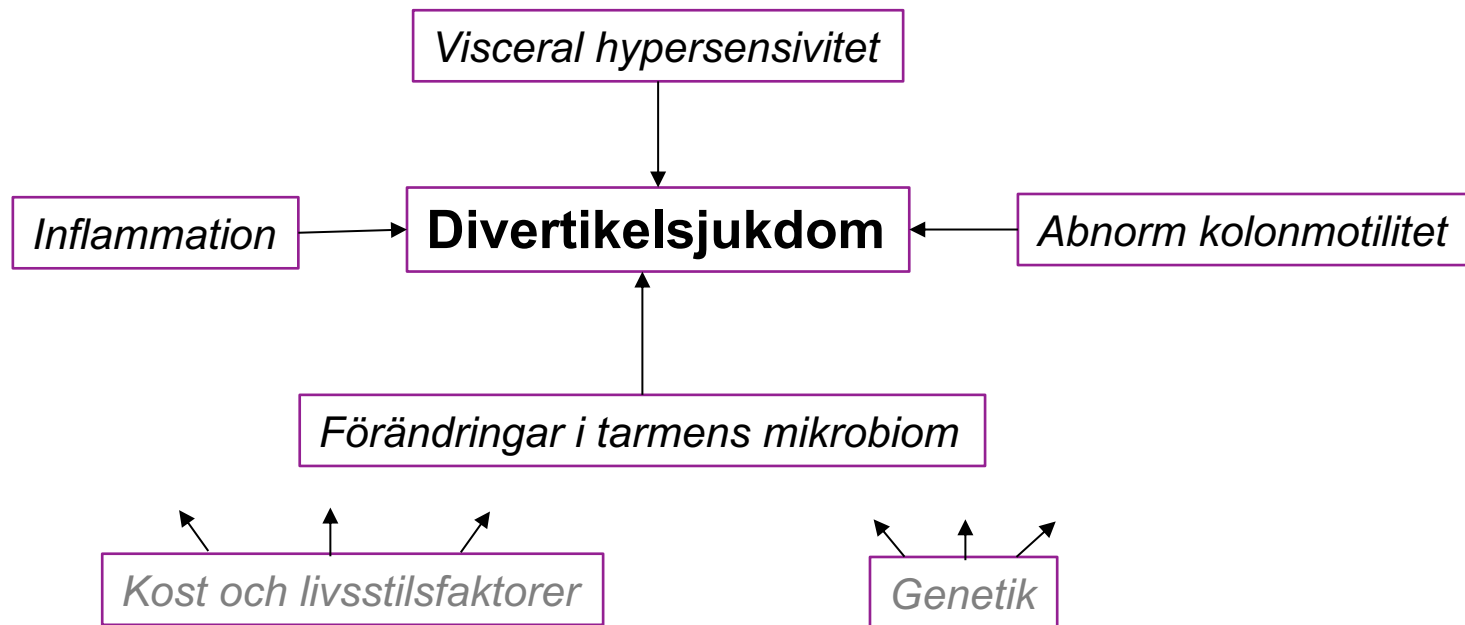 Visceral hypersensivitet
Inflammation
Divertikelsjukdom
Abnorm kolonmotilitet
Förändringar i tarmens mikrobiom
Kost och livsstilsfaktorer
Genetik